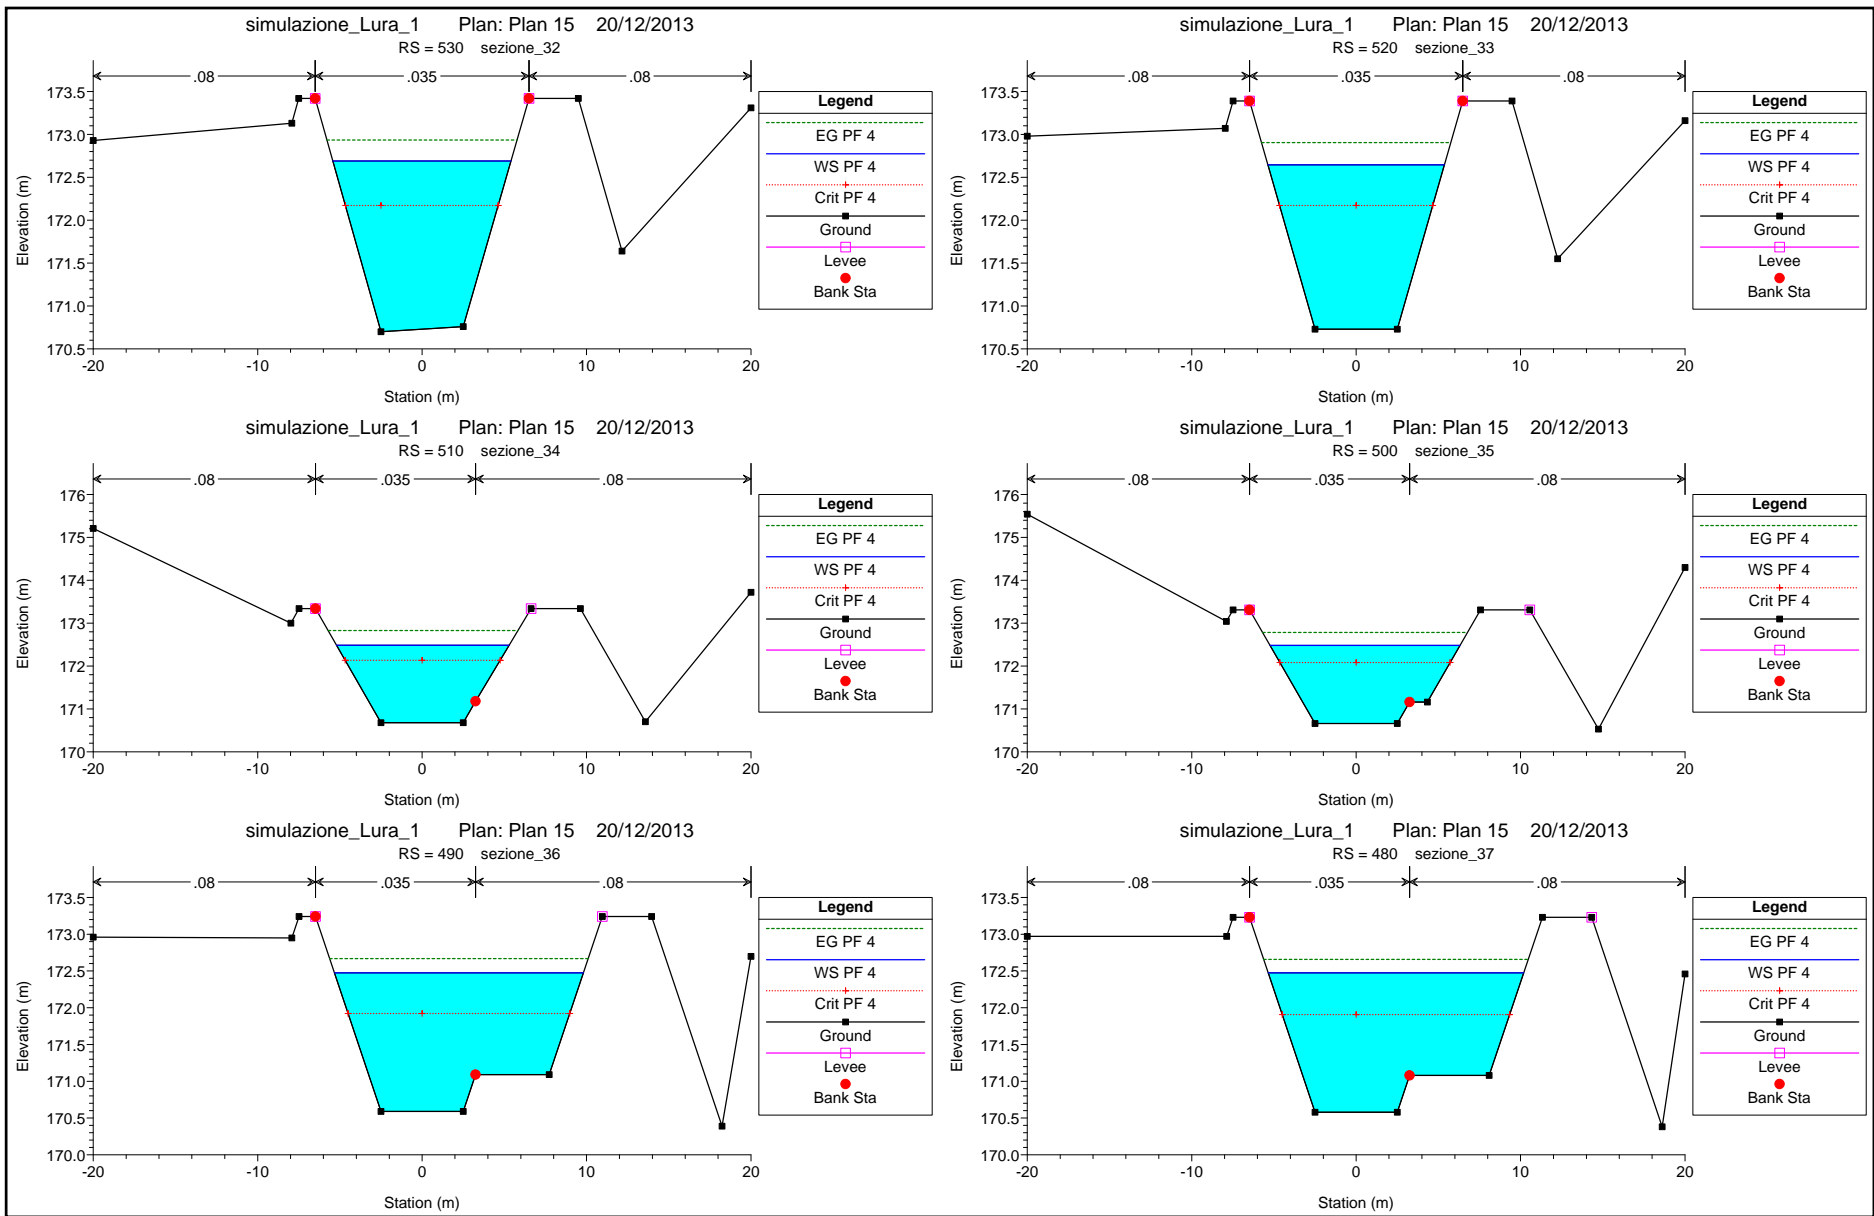 simulazione_Lura_1 Plan: Plan 15 20/12/2013
RS = 530 sezione_32
.08 .035 .08
173.5
173.0
172.5
172.0
171.5
171.0
170.5
Elevation (m)
-20 -10 0 10 20
Station (m)
Legend
EG PF 4
WS PF 4
Crit PF 4
Ground
Levee
Bank Sta
simulazione_Lura_1 Plan: Plan 15 20/12/2013
RS = 520 sezione_33
.08 .035 .08
173.5
173.0
172.5
172.0
171.5
171.0
170.5
Elevation (m)
-20 -10 0 10 20
Station (m)
Legend
EG PF 4
WS PF 4
Crit PF 4
Ground
Levee
Bank Sta
simulazione_Lura_1 Plan: Plan 15 20/12/2013
RS = 510 sezione_34
.08 .035 .08
176
175
174
173
172
171
170
Elevation (m)
-20 -10 0 10 20
Station (m)
Legend
EG PF 4
WS PF 4
Crit PF 4
Ground
Levee
Bank Sta
simulazione_Lura_1 Plan: Plan 15 20/12/2013
RS = 500 sezione_35
.08 .035 .08
176
175
174
173
172
171
170
Elevation (m)
-20 -10 0 10 20
Station (m)
Legend
EG PF 4
WS PF 4
Crit PF 4
Ground
Levee
Bank Sta
simulazione_Lura_1 Plan: Plan 15 20/12/2013
RS = 490 sezione_36
.08 .035 .08
173.5
173.0
172.5
172.0
171.5
171.0
170.5
170.0
Elevation (m)
-20 -10 0 10 20
Station (m)
Legend
EG PF 4
WS PF 4
Crit PF 4
Ground
Levee
Bank Sta
simulazione_Lura_1 Plan: Plan 15 20/12/2013
RS = 480 sezione_37
.08 .035 .08
173.5
173.0
172.5
172.0
171.5
171.0
170.5
170.0
Elevation (m)
-20 -10 0 10 20
Station (m)
Legend
EG PF 4
WS PF 4
Crit PF 4
Ground
Levee
Bank Sta